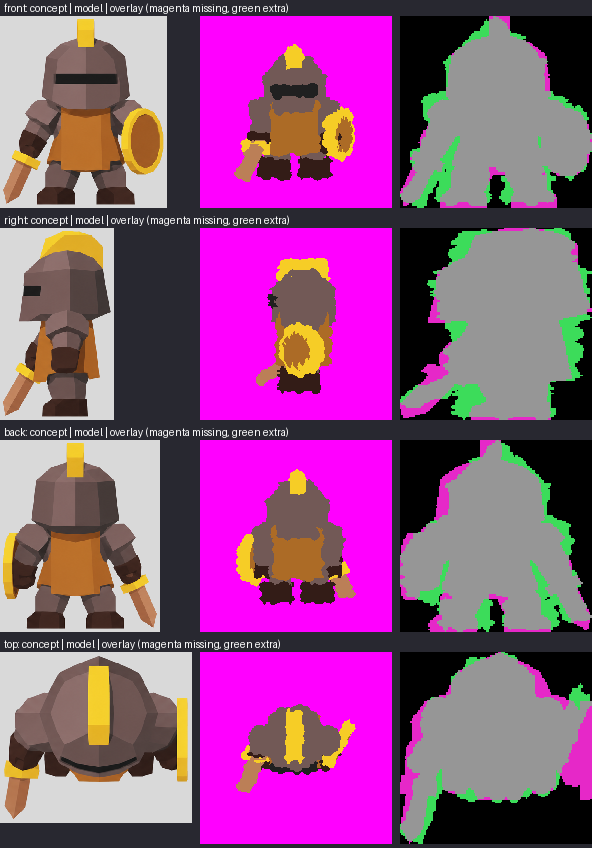 front: concept | model | overlay (magenta missing, green extra)
right: concept | model | overlay (magenta missing, green extra)
back: concept | model | overlay (magenta missing, green extra)
top: concept | model | overlay (magenta missing, green extra)